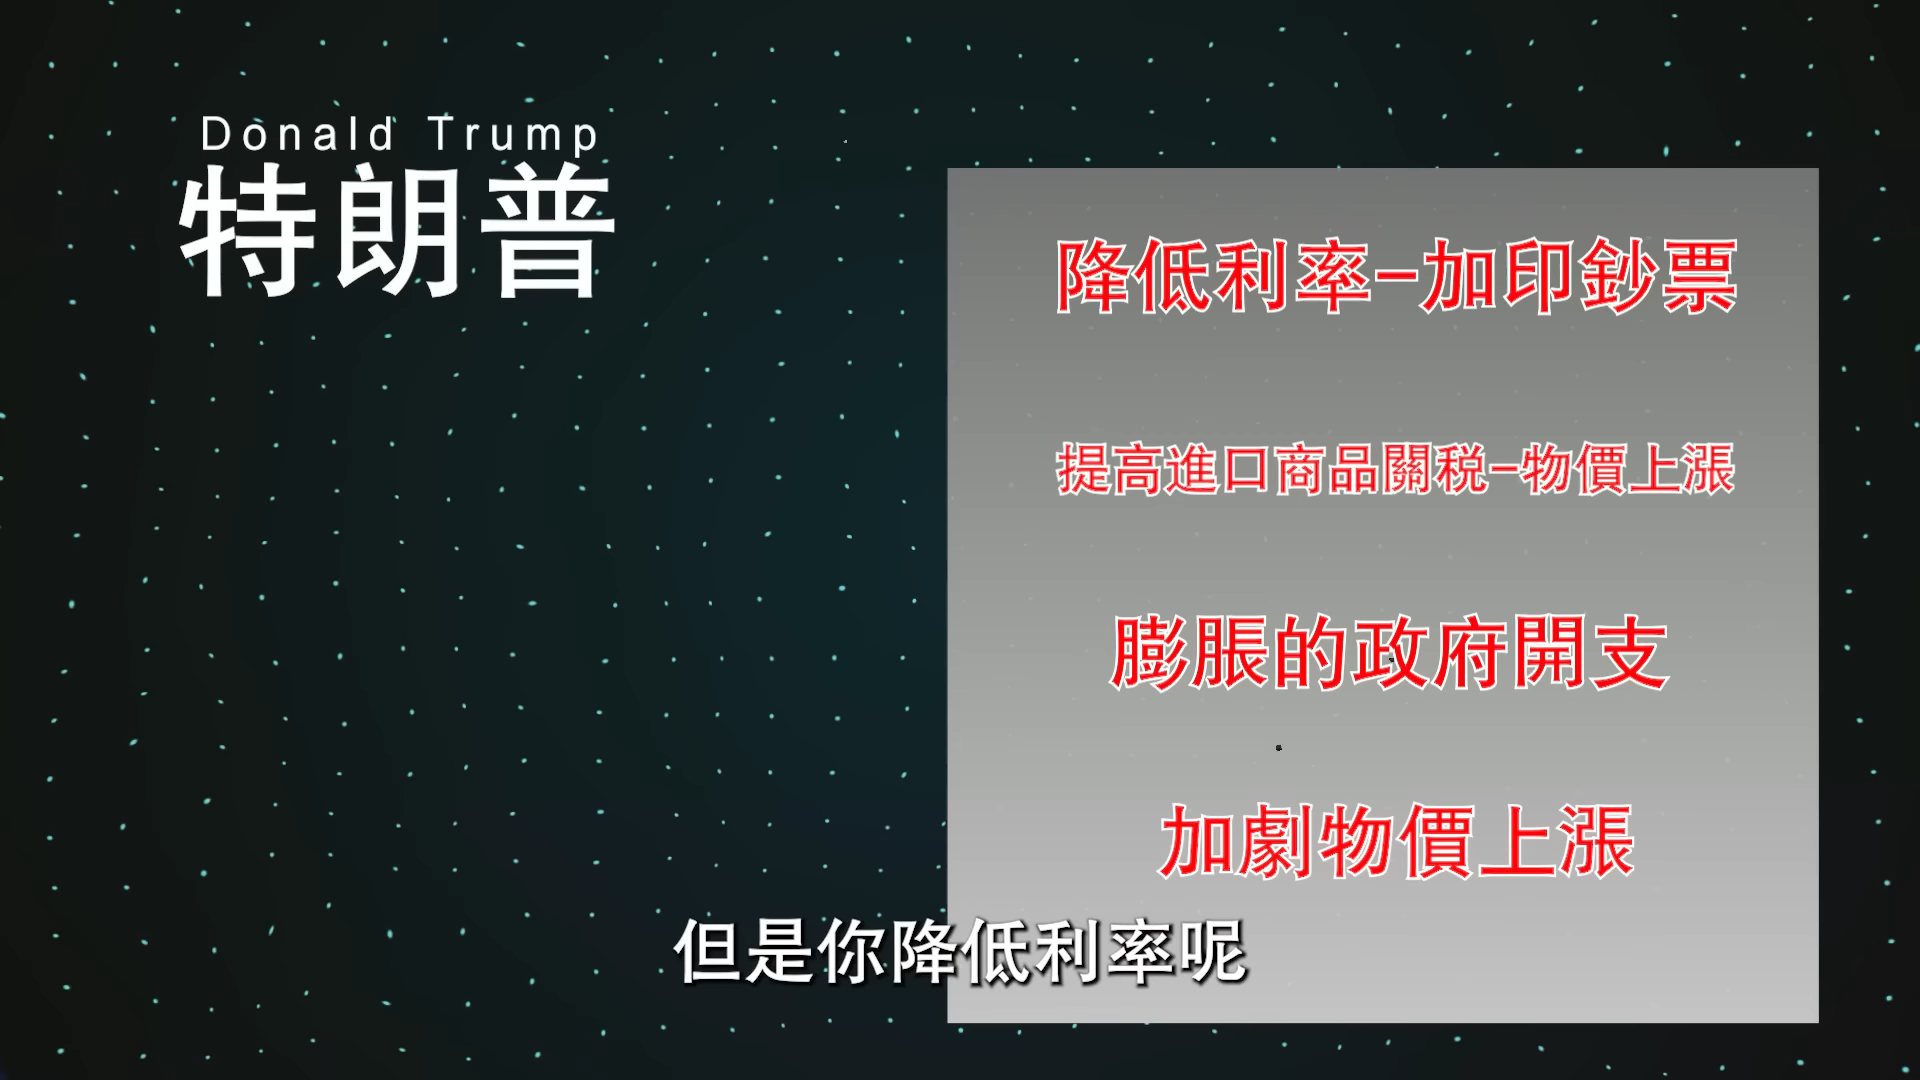 Donald Trump
特朗普
降低利率-加印鈔票
提高進口商品關税-物價上漲
膨脹的政府開支
加劇物價上漲
但是你降低利率呢